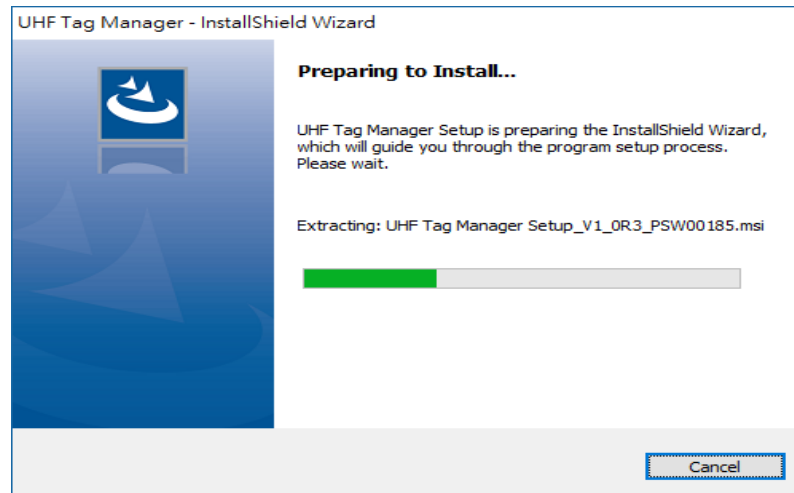 UHF Tag Manager - InstallShield Wizard
Preparing to Install...
UHF Tag Manager Setup is preparing the InstallShield Wizard,
which will guide you through the program setup process.
Please wait.
Extracting: UHF Tag Manager Setup_V1_0R3_PSW00185.msi
Cancel